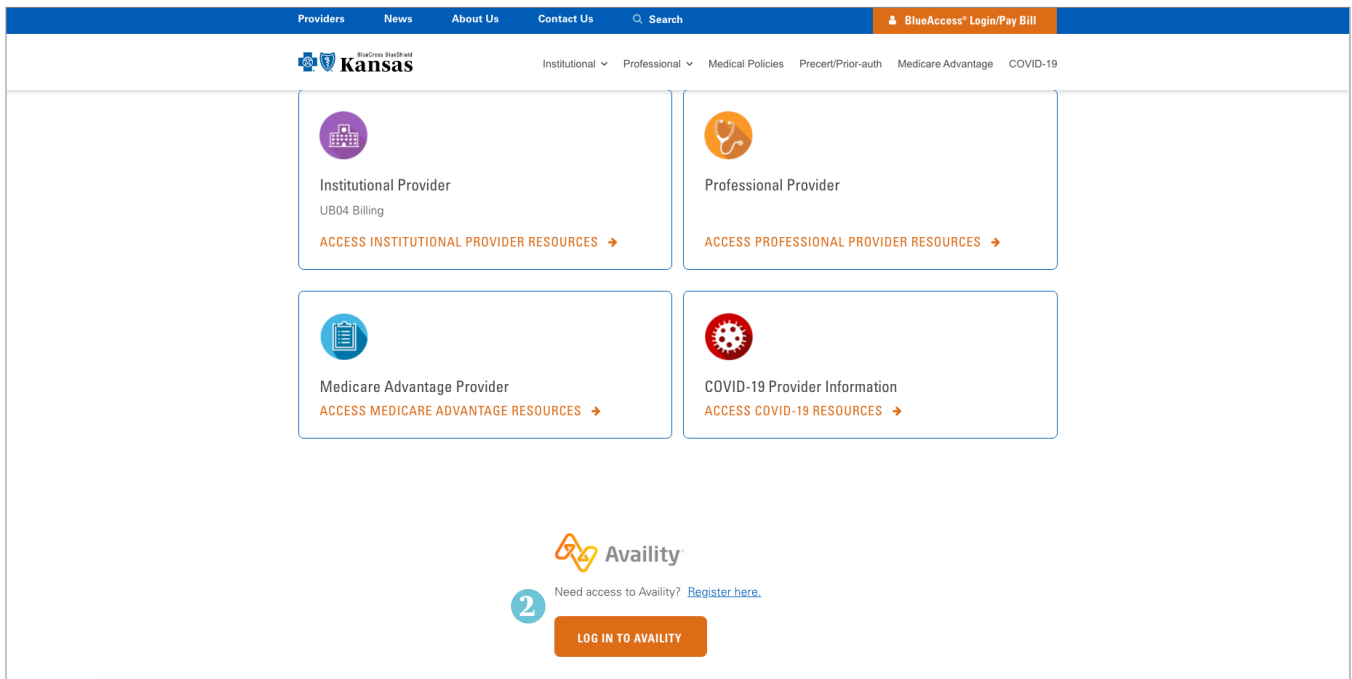 Providers News About Us Contact Us Search BlueAccess® Login/Pay Bill
BlueCross BlueShield
Kansas
Institutional Professional Medical Policies Precert/Prior-auth Medicare Advantage COVID-19
Institutional Provider
UB04 Billing
ACCESS INSTITUTIONAL PROVIDER RESOURCES
Professional Provider
ACCESS PROFESSIONAL PROVIDER RESOURCES
Medicare Advantage Provider
ACCESS MEDICARE ADVANTAGE RESOURCES
COVID-19 Provider Information
ACCESS COVID-19 RESOURCES
Availity
2
Need access to Availity? Register here.
LOG IN TO AVAILITY